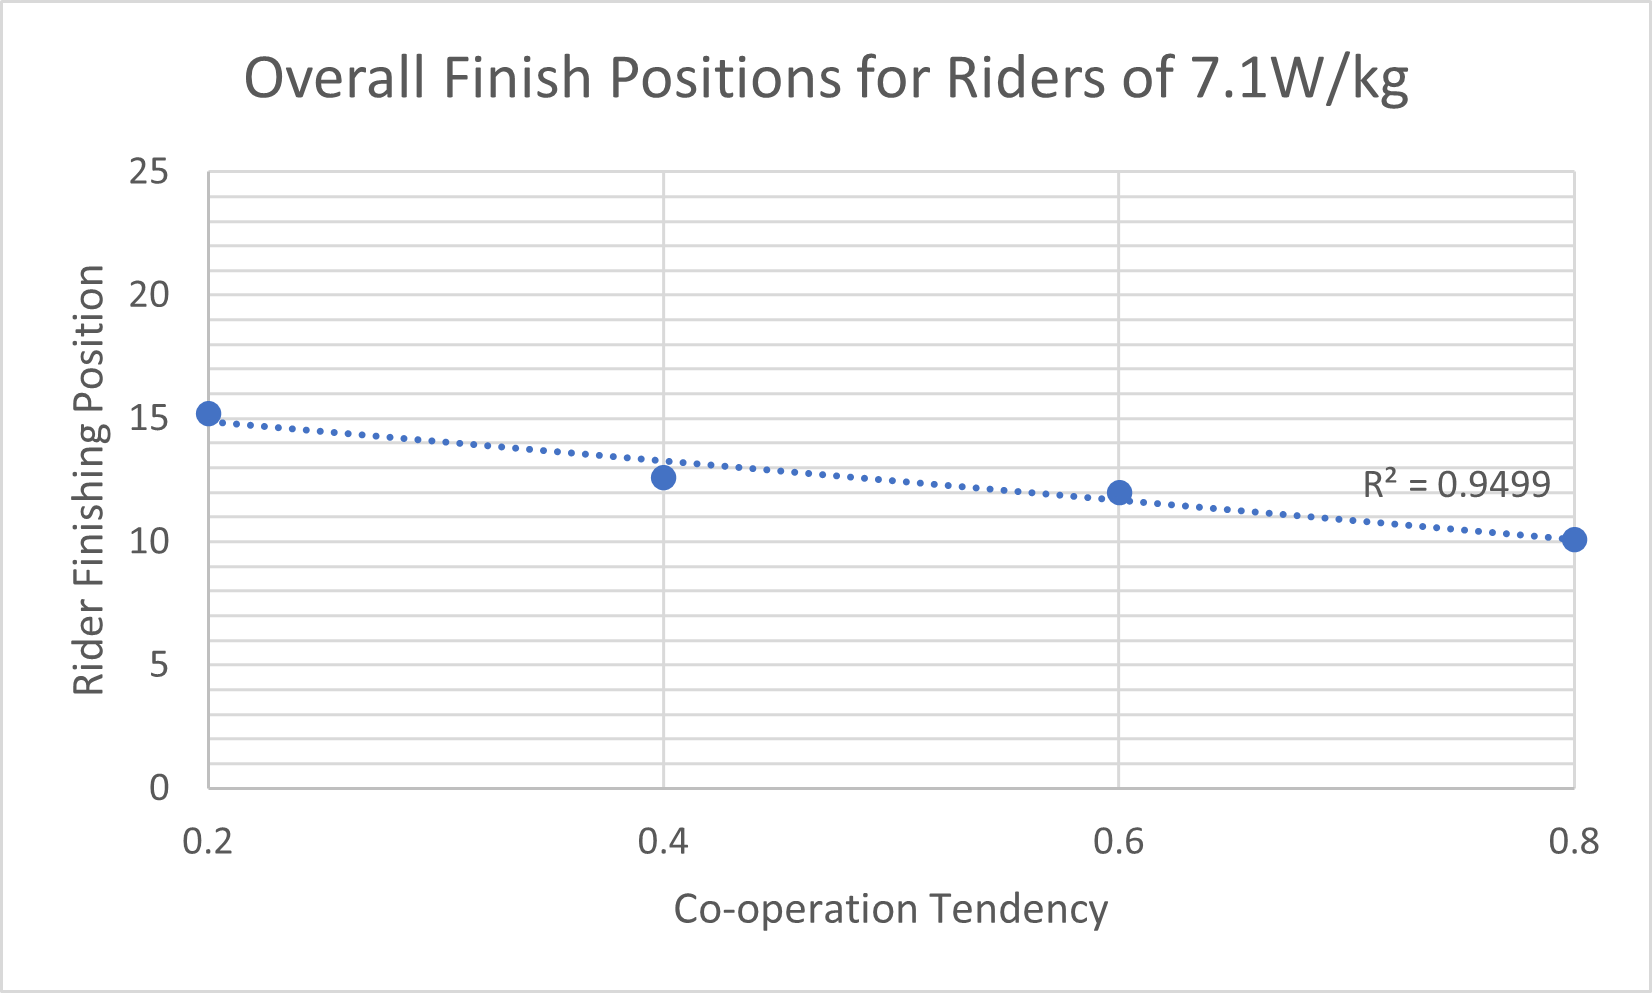 Overall Finish Positions for Riders of 7.1W/kg
25
20
15
10
5
0
Rider Finishing Position
R² = 0.9499
0.2 0.4 0.6 0.8
Co-operation Tendency